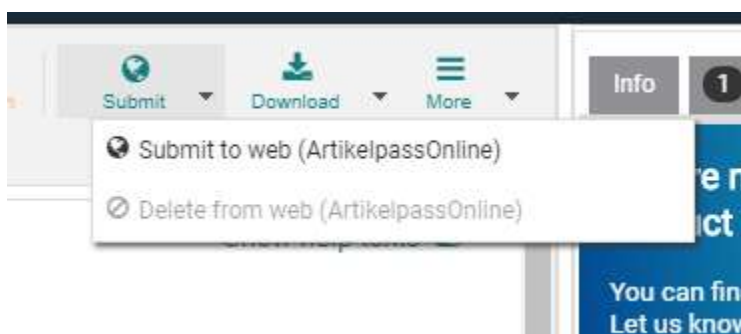 Submit Download More
Info 1
Submit to web (ArtikelpassOnline)
Delete from web (ArtikelpassOnline)
You can fin
Let us know